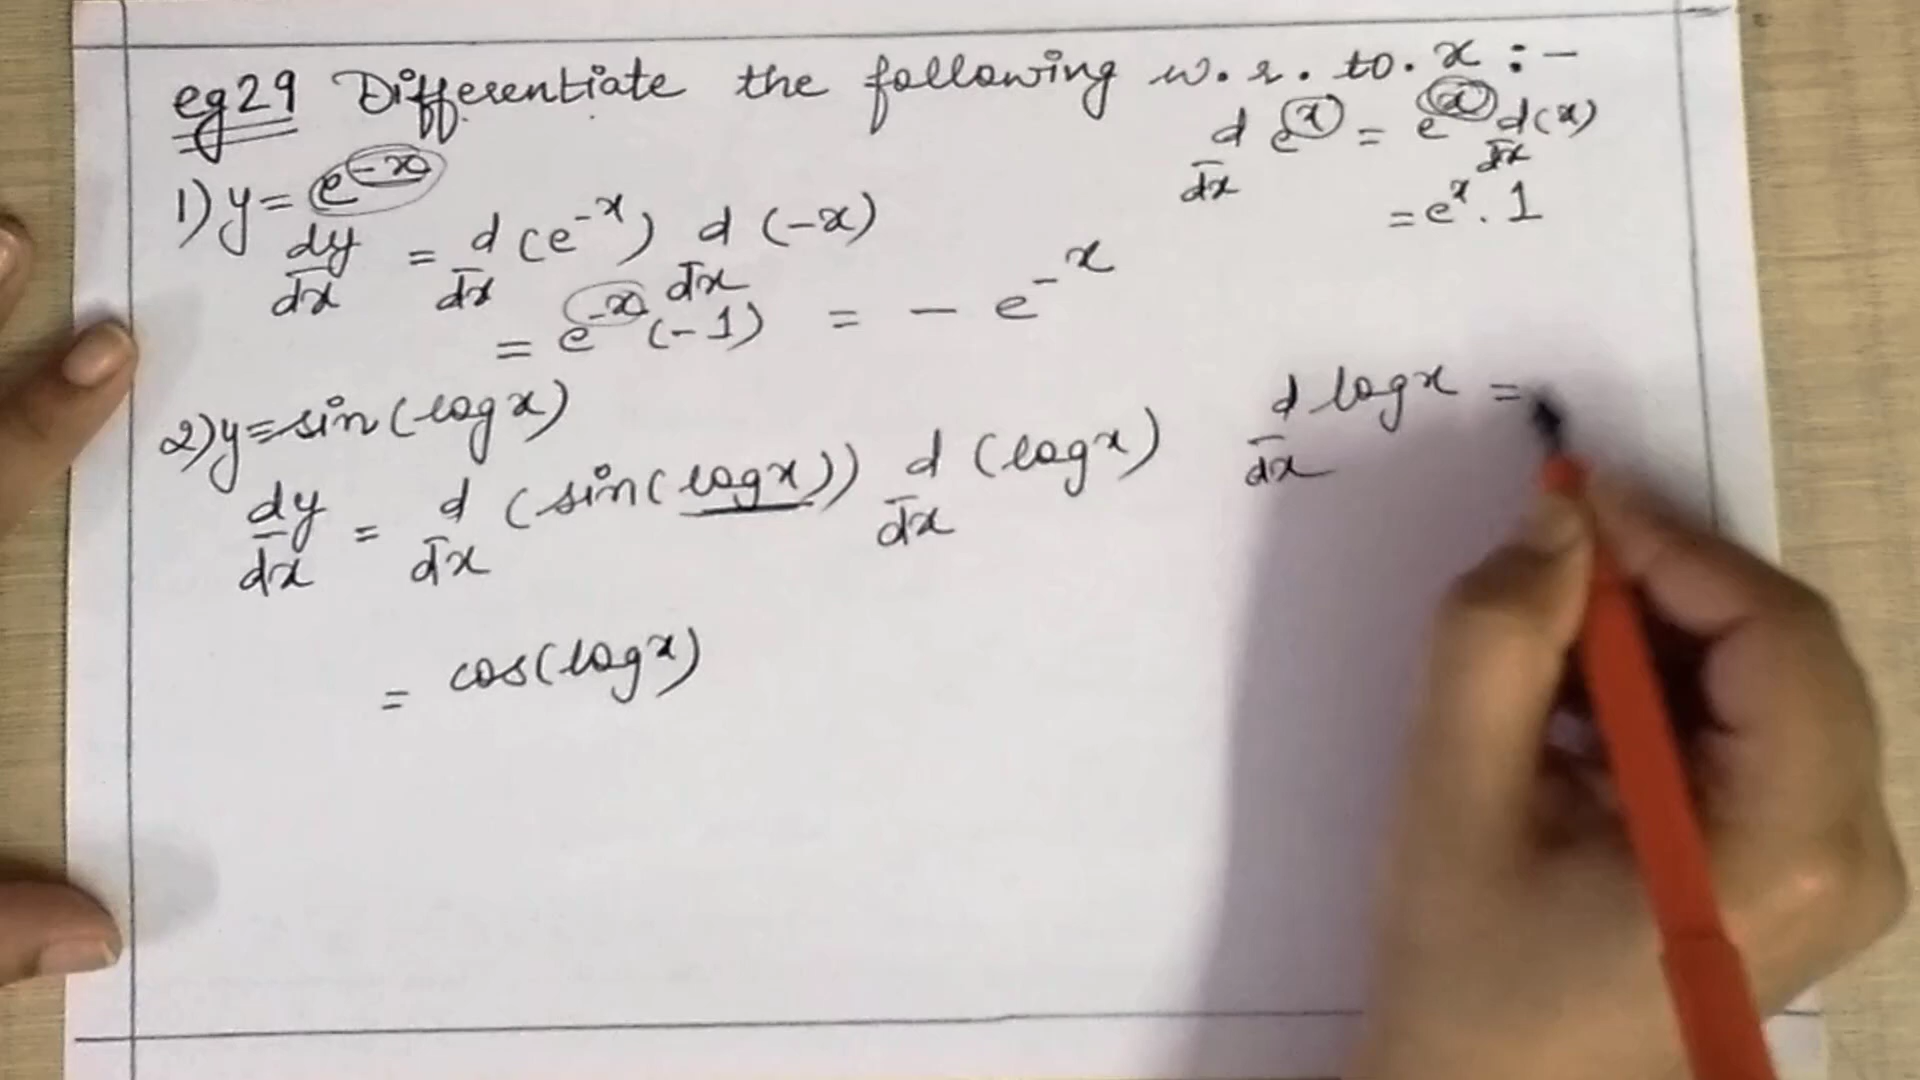 eg29 Differentiate the following w.r.to.x :-
d/dx e^x = e^x d/dx (x)
= e^x . 1
1) y = e^-x
dy/dx = d/dx (e^-x) d/dx (-x)
= e^-x (-1) = - e^-x
2) y = sin(log x)
dy/dx = d/dx (sin(log x)) d/dx (log x)
d/dx log x =
= cos(log x)